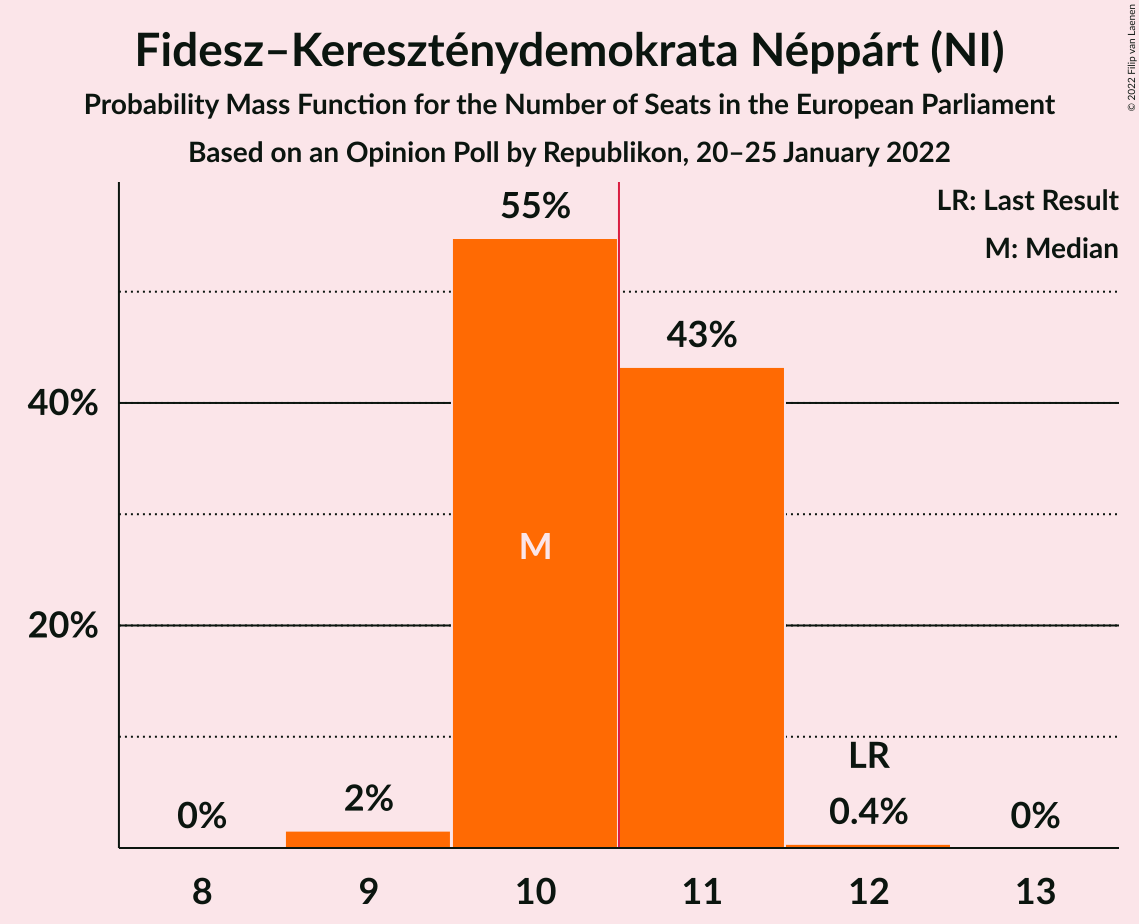 Fidesz–Kereszténydemokrata Néppárt (NI)
Probability Mass Function for the Number of Seats in the European Parliament
Based on an Opinion Poll by Republikon, 20–25 January 2022
© 2022 Filip van Laenen
LR: Last Result
M: Median
55%
43%
40%
M
20%
LR
0%
2%
0.4%
0%
8
9
10
11
12
13